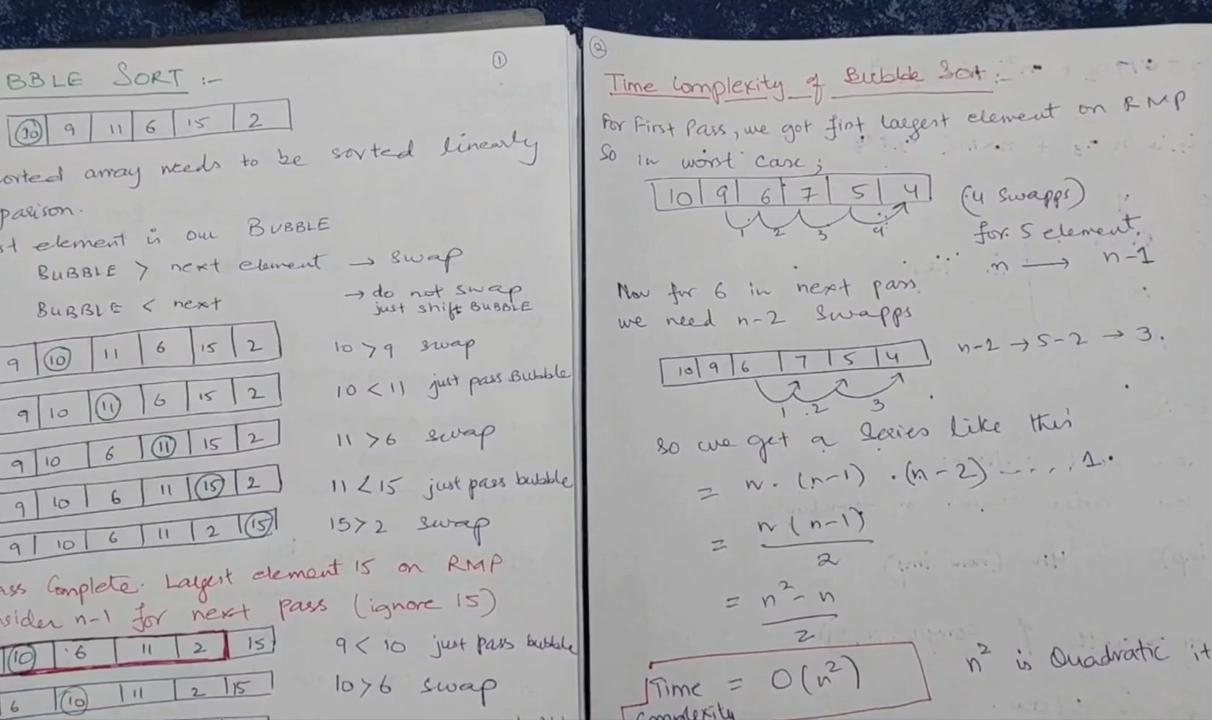 ①
BBLE SORT :-
10 9 11 6 15 2
orted array needs to be sorted linearly
parison.
st element is our BUBBLE
BUBBLE > next element → swap
BUBBLE < next → do not swap
just shift BUBBLE
9 10 11 6 15 2 10 > 9 swap
9 10 11 6 15 2 10 < 11 just pass Bubble
9 10 6 11 15 2 11 > 6 swap
9 10 6 11 15 2 11 < 15 just pass bubble
9 10 6 11 2 15 15 > 2 swap
ass Complete. Largest element 15 on RMP
sider n-1 for next pass (ignore 15)
10 6 11 2 15 9 < 10 just pass bubble
6 10 11 2 15 10 > 6 swap
②
Time Complexity of Bubble Sort :-
For First Pass, we got first largest element on RMP
So in worst case ;
10 9 6 7 5 4 (4 swapps)
1 2 3 4 for 5 element.
n → n-1
Now for 6 in next pass
we need n-2 swapps
10 9 6 7 5 4 n-2 → 5-2 → 3.
1 2 3
so we get a series like this
= n . (n-1) . (n-2) ..... 1.
= n (n-1)
2
= n² - n
2
Time = O(n²) n² is Quadratic it
Complexity